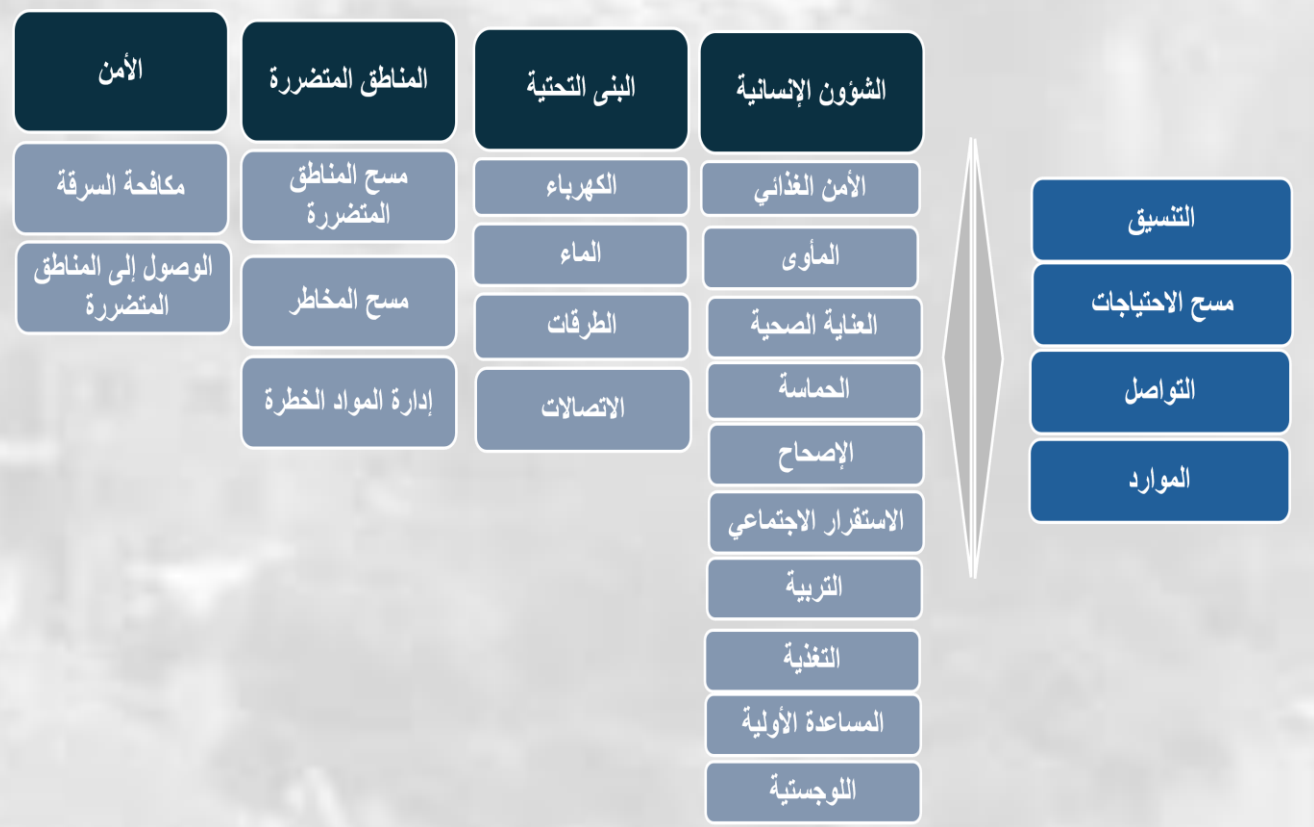 التنسيق
مسح الاحتياجات
التواصل
الموارد
الشؤون الإنسانية
الأمن الغذائي
المأوى
العناية الصحية
الحماسة
الإصحاح
الاستقرار الاجتماعي
التربية
التغذية
المساعدة الأولية
اللوجستية
البنى التحتية
الكهرباء
الماء
الطرقات
الاتصالات
المناطق المتضررة
مسح المناطق
المتضررة
مسح المخاطر
إدارة المواد الخطرة
الأمن
مكافحة السرقة
الوصول إلى المناطق
المتضررة